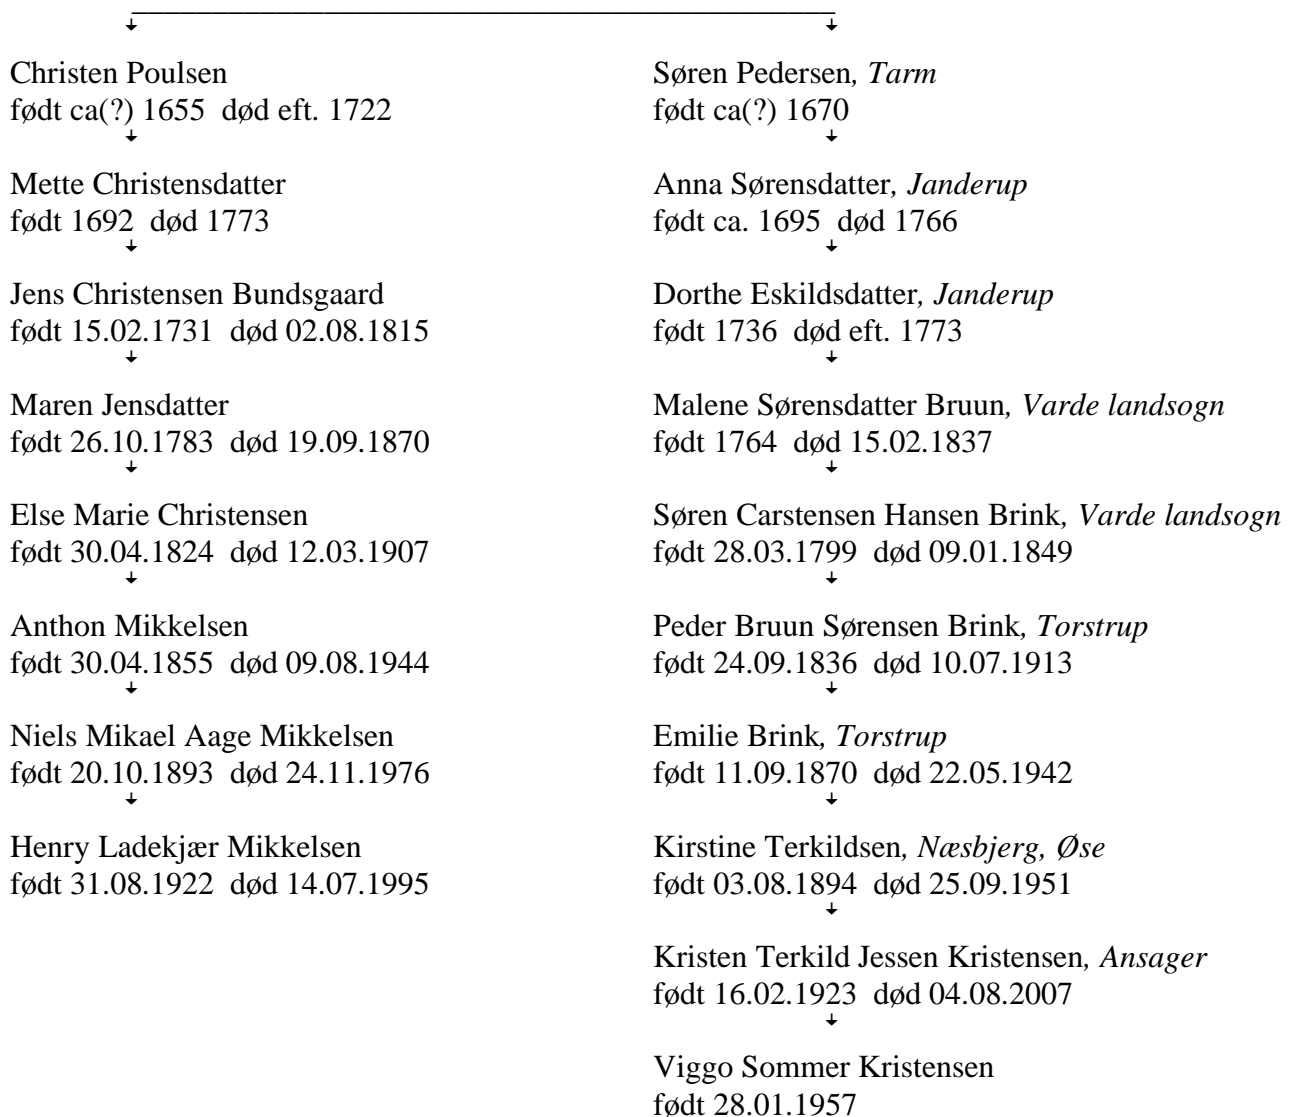 Christen Poulsen
født ca(?) 1655 død eft. 1722
Mette Christensdatter
født 1692 død 1773
Jens Christensen Bundsgaard
født 15.02.1731 død 02.08.1815
Maren Jensdatter
født 26.10.1783 død 19.09.1870
Else Marie Christensen
født 30.04.1824 død 12.03.1907
Anthon Mikkelsen
født 30.04.1855 død 09.08.1944
Niels Mikael Aage Mikkelsen
født 20.10.1893 død 24.11.1976
Henry Ladekjær Mikkelsen
født 31.08.1922 død 14.07.1995
Søren Pedersen, Tarm
født ca(?) 1670
Anna Sørensdatter, Janderup
født ca. 1695 død 1766
Dorthe Eskildsdatter, Janderup
født 1736 død eft. 1773
Malene Sørensdatter Bruun, Varde landsogn
født 1764 død 15.02.1837
Søren Carstensen Hansen Brink, Varde landsogn
født 28.03.1799 død 09.01.1849
Peder Bruun Sørensen Brink, Torstrup
født 24.09.1836 død 10.07.1913
Emilie Brink, Torstrup
født 11.09.1870 død 22.05.1942
Kirstine Terkildsen, Næsbjerg, Øse
født 03.08.1894 død 25.09.1951
Kristen Terkild Jessen Kristensen, Ansager
født 16.02.1923 død 04.08.2007
Viggo Sommer Kristensen
født 28.01.1957